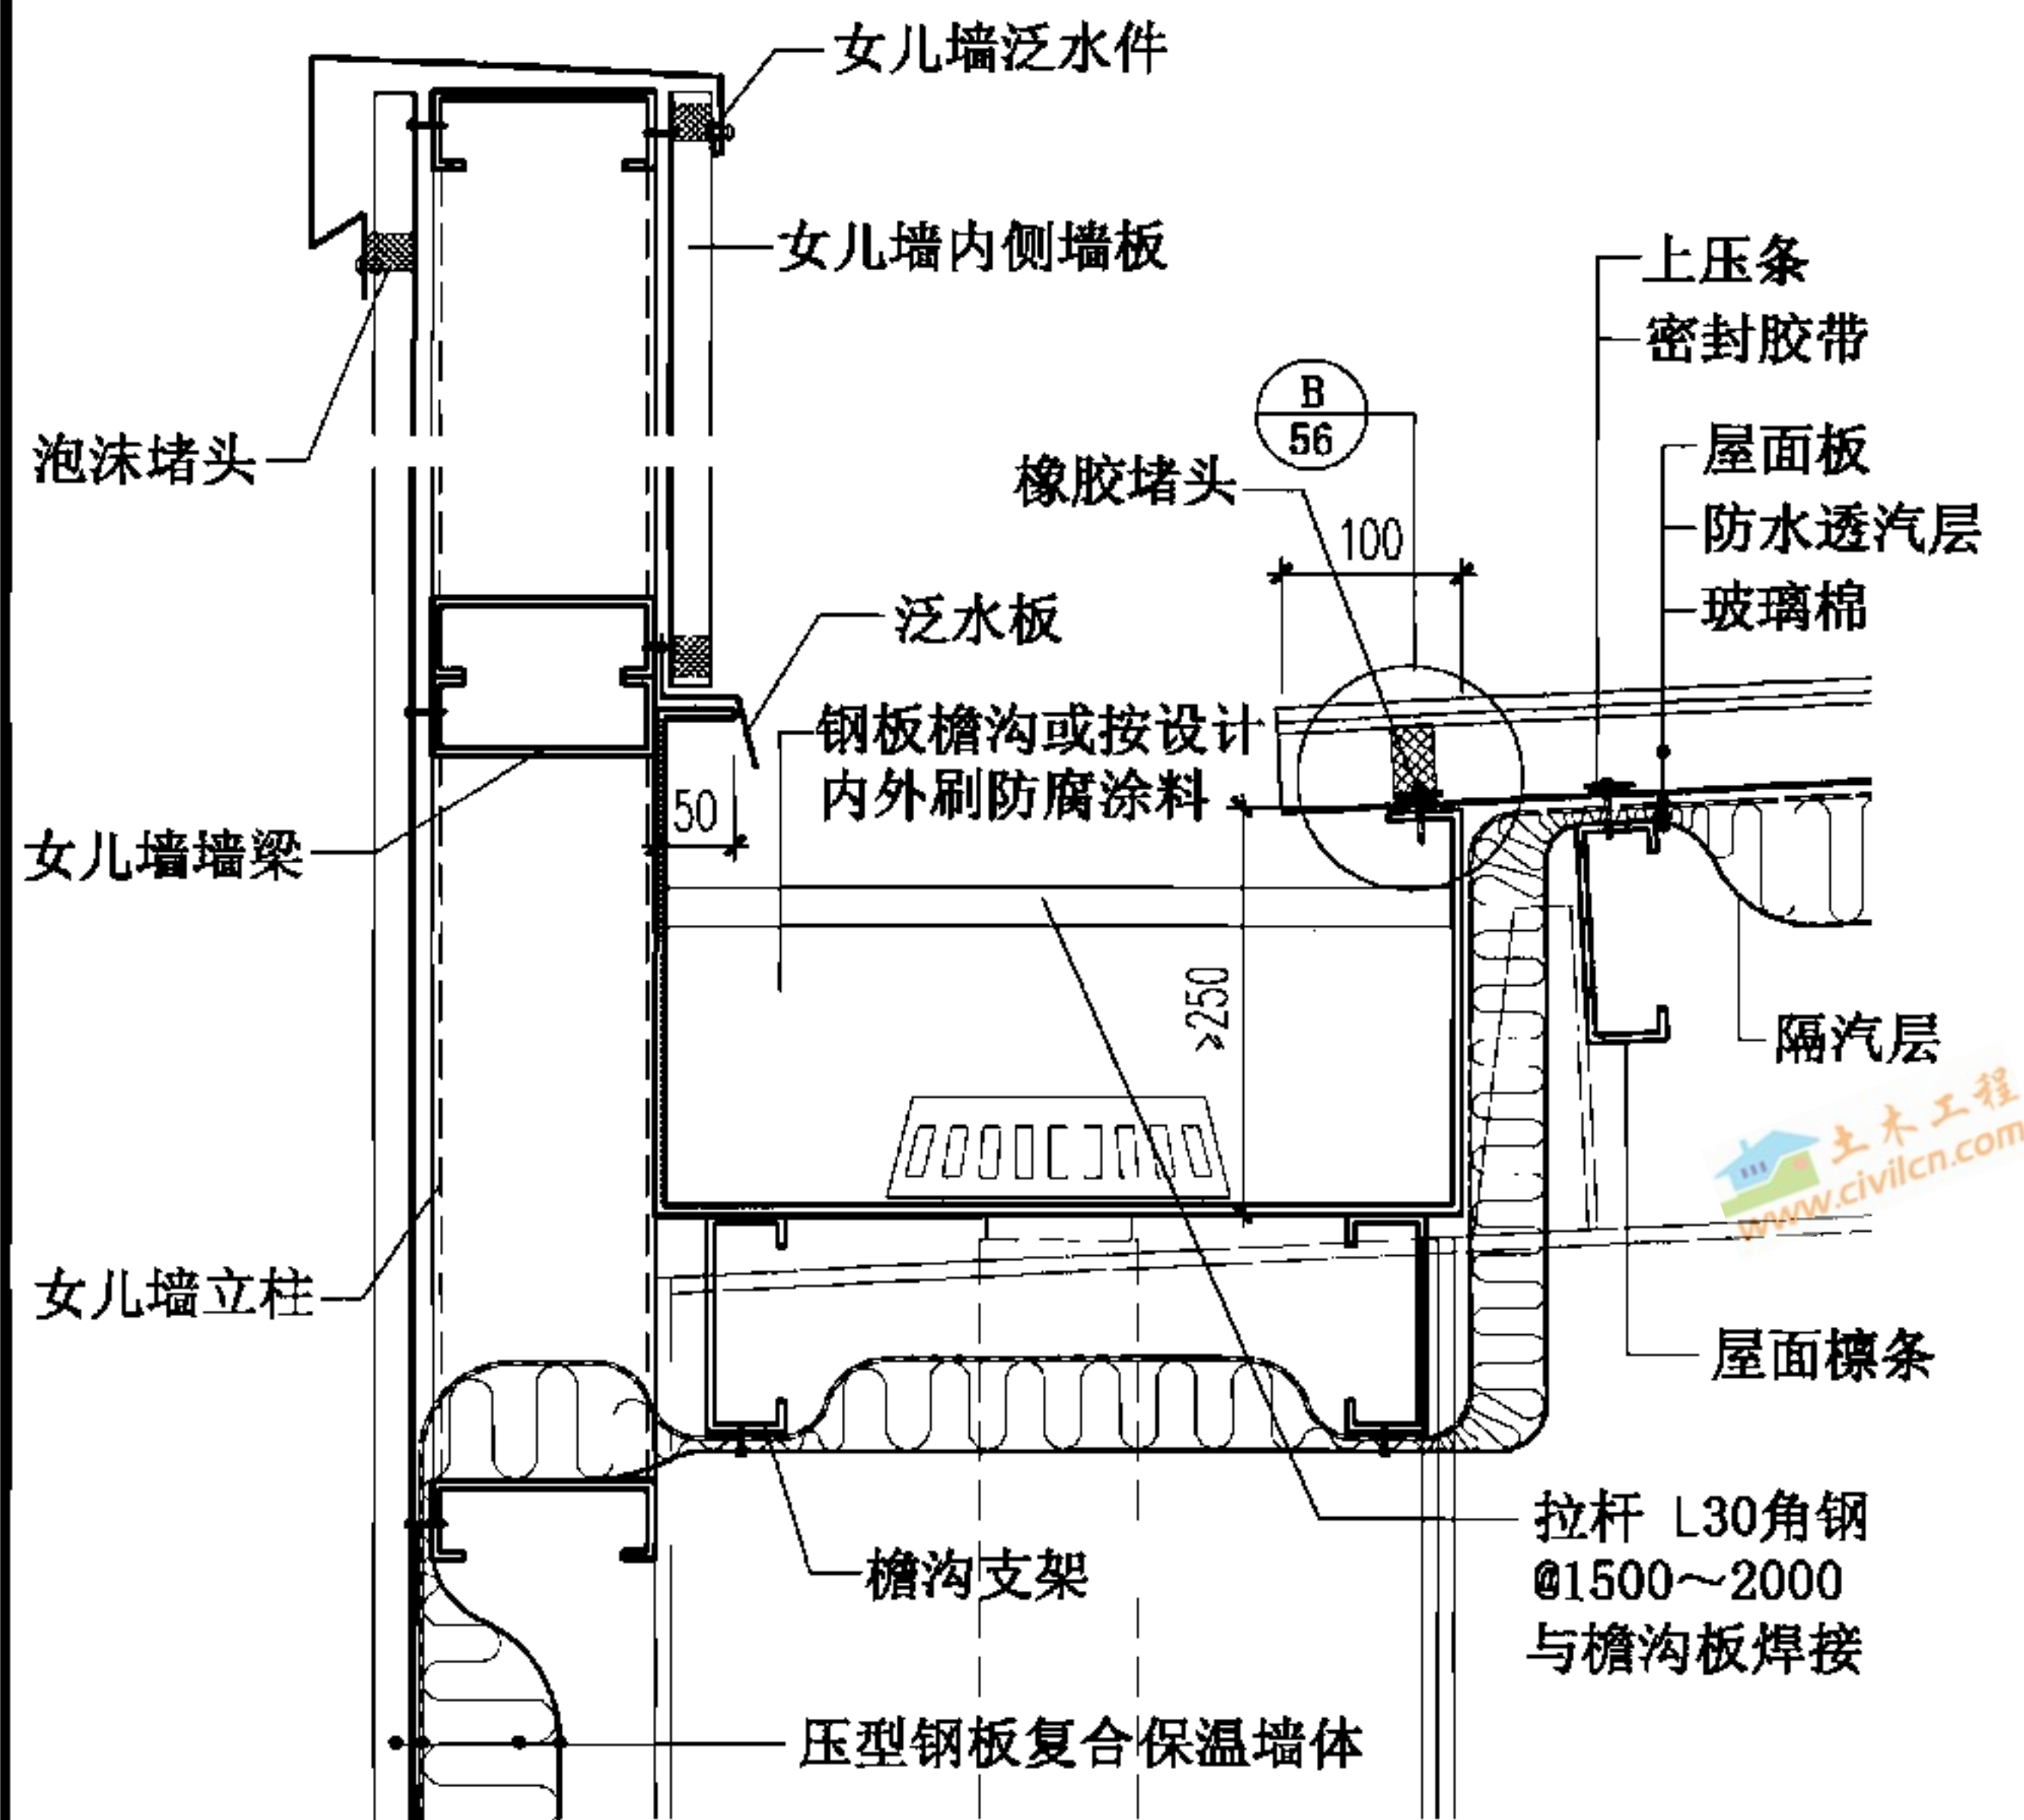 女儿墙泛水件
女儿墙内侧墙板
上压条
密封胶带
B
56
泡沫堵头
橡胶堵头
屋面板
100
防水透汽层
泛水板
玻璃棉
钢板檐沟或按设计
内外刷防腐涂料
50
女儿墙墙梁
≥250
隔汽层
土木工程
www.civilcn.com
女儿墙立柱
屋面檩条
拉杆 L30角钢
@1500～2000
与檐沟板焊接
檐沟支架
压型钢板复合保温墙体